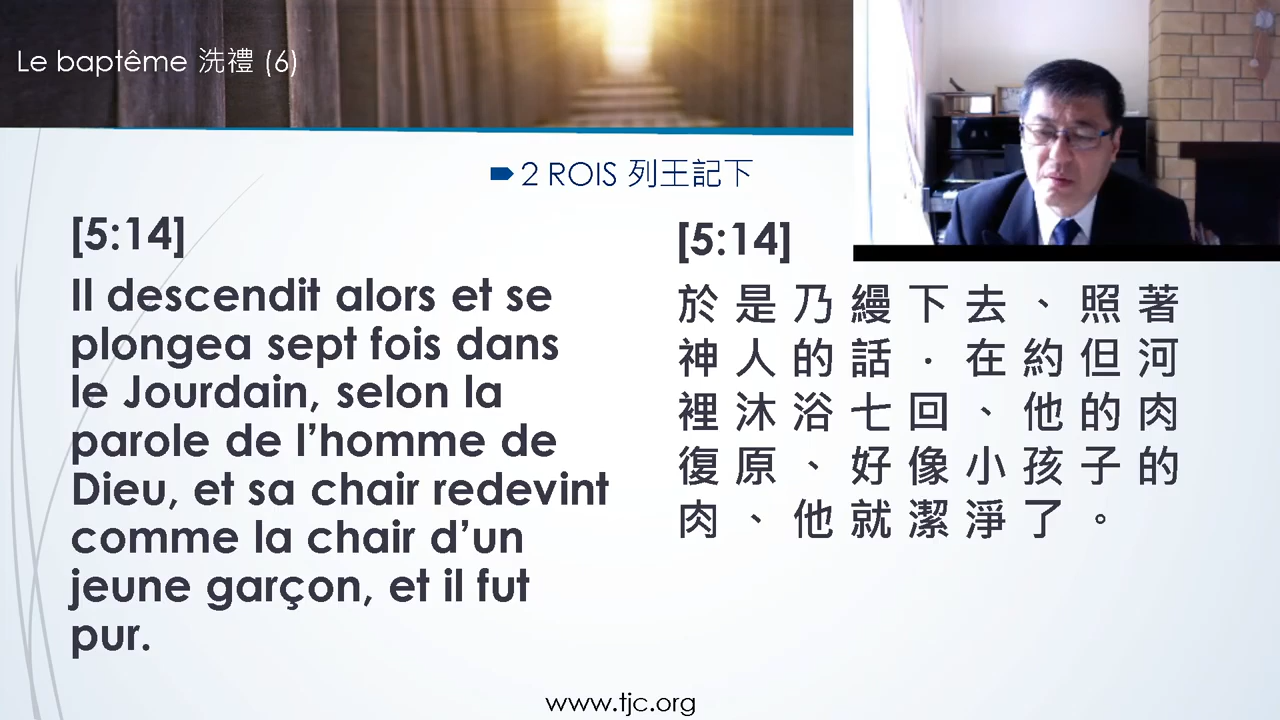 Le baptême 洗禮 (6)
2 ROIS 列王記下
[5:14]
Il descendit alors et se
plongea sept fois dans
le Jourdain, selon la
parole de l’homme de
Dieu, et sa chair redevint
comme la chair d’un
jeune garçon, et il fut
pur.
[5:14]
於是乃縵下去、照著
神人的話．在約但河
裡沐浴七回、他的肉
復原、好像小孩子的
肉、他就潔淨了。
www.tjc.org